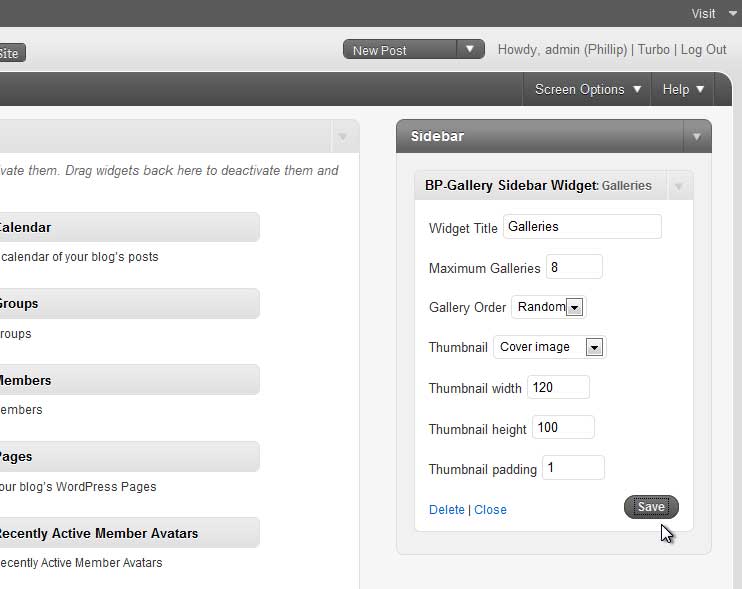 Visit
Site
New Post
Howdy, admin (Phillip) | Turbo | Log Out
Screen Options
Help
Sidebar
vate them. Drag widgets back here to deactivate them and
Calendar
calendar of your blog's posts
Groups
roups
Members
embers
Pages
our blog's WordPress Pages
Recently Active Member Avatars
ecently Active Member Avatars
BP-Gallery Sidebar Widget: Galleries
Widget Title Galleries
Maximum Galleries 8
Gallery Order Random
Thumbnail Cover image
Thumbnail width 120
Thumbnail height 100
Thumbnail padding 1
Delete | Close
Save